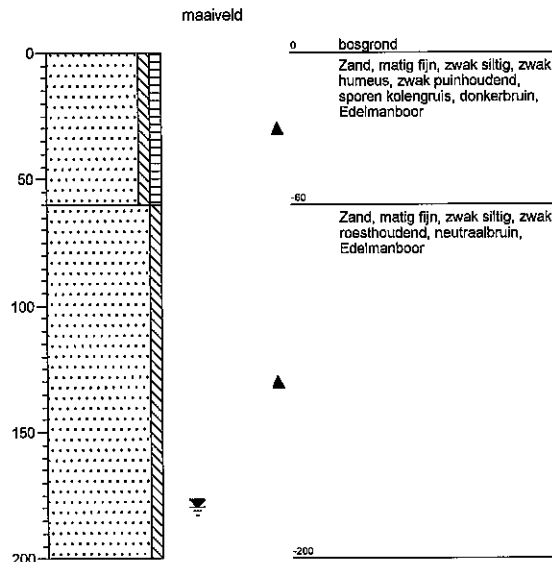 maaiveld
0
50
100
150
200
0 bosgrond
Zand, matig fijn, zwak siltig, zwak
humeus, zwak puinhoudend,
sporen kolengruis, donkerbruin,
Edelmanboor
-60
Zand, matig fijn, zwak siltig, zwak
roesthoudend, neutraalbruin,
Edelmanboor
-200